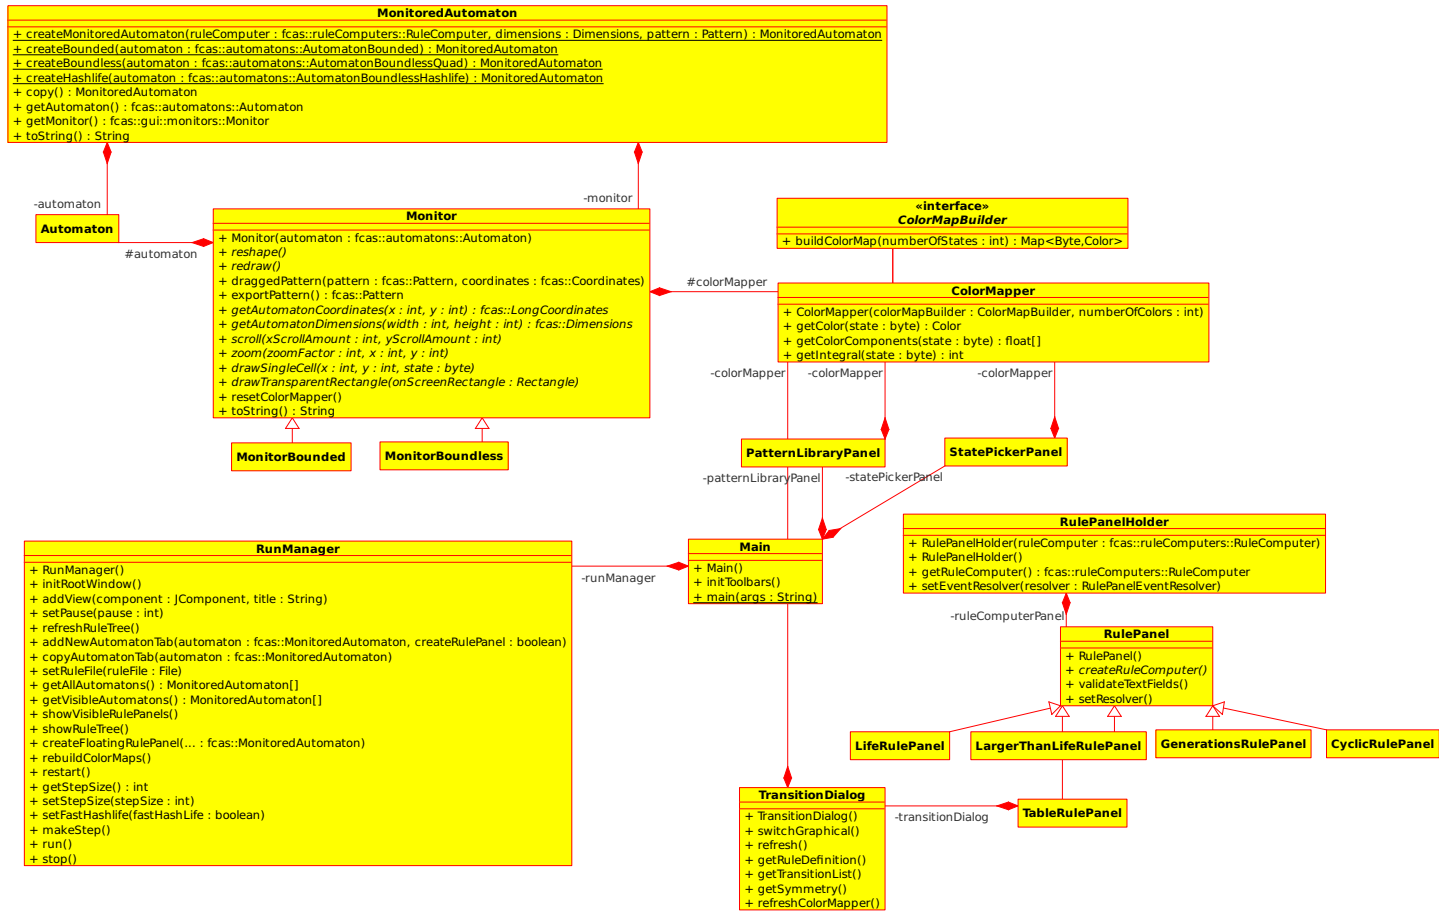 MonitoredAutomaton
+ createMonitoredAutomaton(ruleComputer : fcas::ruleComputers::RuleComputer, dimensions : Dimensions, pattern : Pattern) : MonitoredAutomaton
+ createBounded(automaton : fcas::automatons::AutomatonBounded) : MonitoredAutomaton
+ createBoundless(automaton : fcas::automatons::AutomatonBoundlessQuad) : MonitoredAutomaton
+ createHashlife(automaton : fcas::automatons::AutomatonBoundlessHashlife) : MonitoredAutomaton
+ copy() : MonitoredAutomaton
+ getAutomaton() : fcas::automatons::Automaton
+ getMonitor() : fcas::gui::monitors::Monitor
+ toString() : String
-automaton
-monitor
Automaton
#automaton
Monitor
+ Monitor(automaton : fcas::automatons::Automaton)
+ reshape()
+ redraw()
+ draggedPattern(pattern : fcas::Pattern, coordinates : fcas::Coordinates)
+ exportPattern() : fcas::Pattern
+ getAutomatonCoordinates(x : int, y : int) : fcas::LongCoordinates
+ getAutomatonDimensions(width : int, height : int) : fcas::Dimensions
+ scroll(xScrollAmount : int, yScrollAmount : int)
+ zoom(zoomFactor : int, x : int, y : int)
+ drawSingleCell(x : int, y : int, state : byte)
+ drawTransparentRectangle(onScreenRectangle : Rectangle)
+ resetColorMapper()
+ toString() : String
#colorMapper
«interface»
ColorMapBuilder
+ buildColorMap(numberOfStates : int) : Map<Byte,Color>
ColorMapper
+ ColorMapper(colorMapBuilder : ColorMapBuilder, numberOfColors : int)
+ getColor(state : byte) : Color
+ getColorComponents(state : byte) : float[]
+ getIntegral(state : byte) : int
-colorMapper
-colorMapper
-colorMapper
MonitorBounded
MonitorBoundless
PatternLibraryPanel
StatePickerPanel
-patternLibraryPanel
-statePickerPanel
RunManager
+ RunManager()
+ initRootWindow()
+ addView(component : JComponent, title : String)
+ setPause(pause : int)
+ refreshRuleTree()
+ addNewAutomatonTab(automaton : fcas::MonitoredAutomaton, createRulePanel : boolean)
+ copyAutomatonTab(automaton : fcas::MonitoredAutomaton)
+ setRuleFile(ruleFile : File)
+ getAllAutomatons() : MonitoredAutomaton[]
+ getVisibleAutomatons() : MonitoredAutomaton[]
+ showVisibleRulePanels()
+ showRuleTree()
+ createFloatingRulePanel(... : fcas::MonitoredAutomaton)
+ rebuildColorMaps()
+ restart()
+ getStepSize() : int
+ setStepSize(stepSize : int)
+ setFastHashlife(fastHashLife : boolean)
+ makeStep()
+ run()
+ stop()
-runManager
Main
+ Main()
+ initToolbars()
+ main(args : String)
RulePanelHolder
+ RulePanelHolder(ruleComputer : fcas::ruleComputers::RuleComputer)
+ RulePanelHolder()
+ getRuleComputer() : fcas::ruleComputers::RuleComputer
+ setEventResolver(resolver : RulePanelEventResolver)
-ruleComputerPanel
RulePanel
+ RulePanel()
+ createRuleComputer()
+ validateTextFields()
+ setResolver()
LifeRulePanel
LargerThanLifeRulePanel
GenerationsRulePanel
CyclicRulePanel
TransitionDialog
+ TransitionDialog()
+ switchGraphical()
+ refresh()
+ getRuleDefinition()
+ getTransitionList()
+ getSymmetry()
+ refreshColorMapper()
-transitionDialog
TableRulePanel